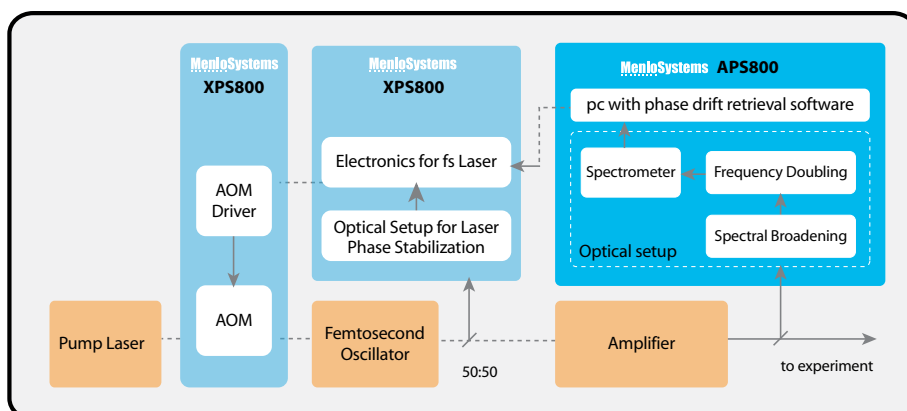 MenloSystems
XPS800
MenloSystems
XPS800
MenloSystems APS800
pc with phase drift retrieval software
Electronics for fs Laser
Spectrometer
Frequency Doubling
AOM
Driver
Optical Setup for Laser
Phase Stabilization
Spectral Broadening
Optical setup
Pump Laser
AOM
Femtosecond
Oscillator
Amplifier
50:50
to experiment